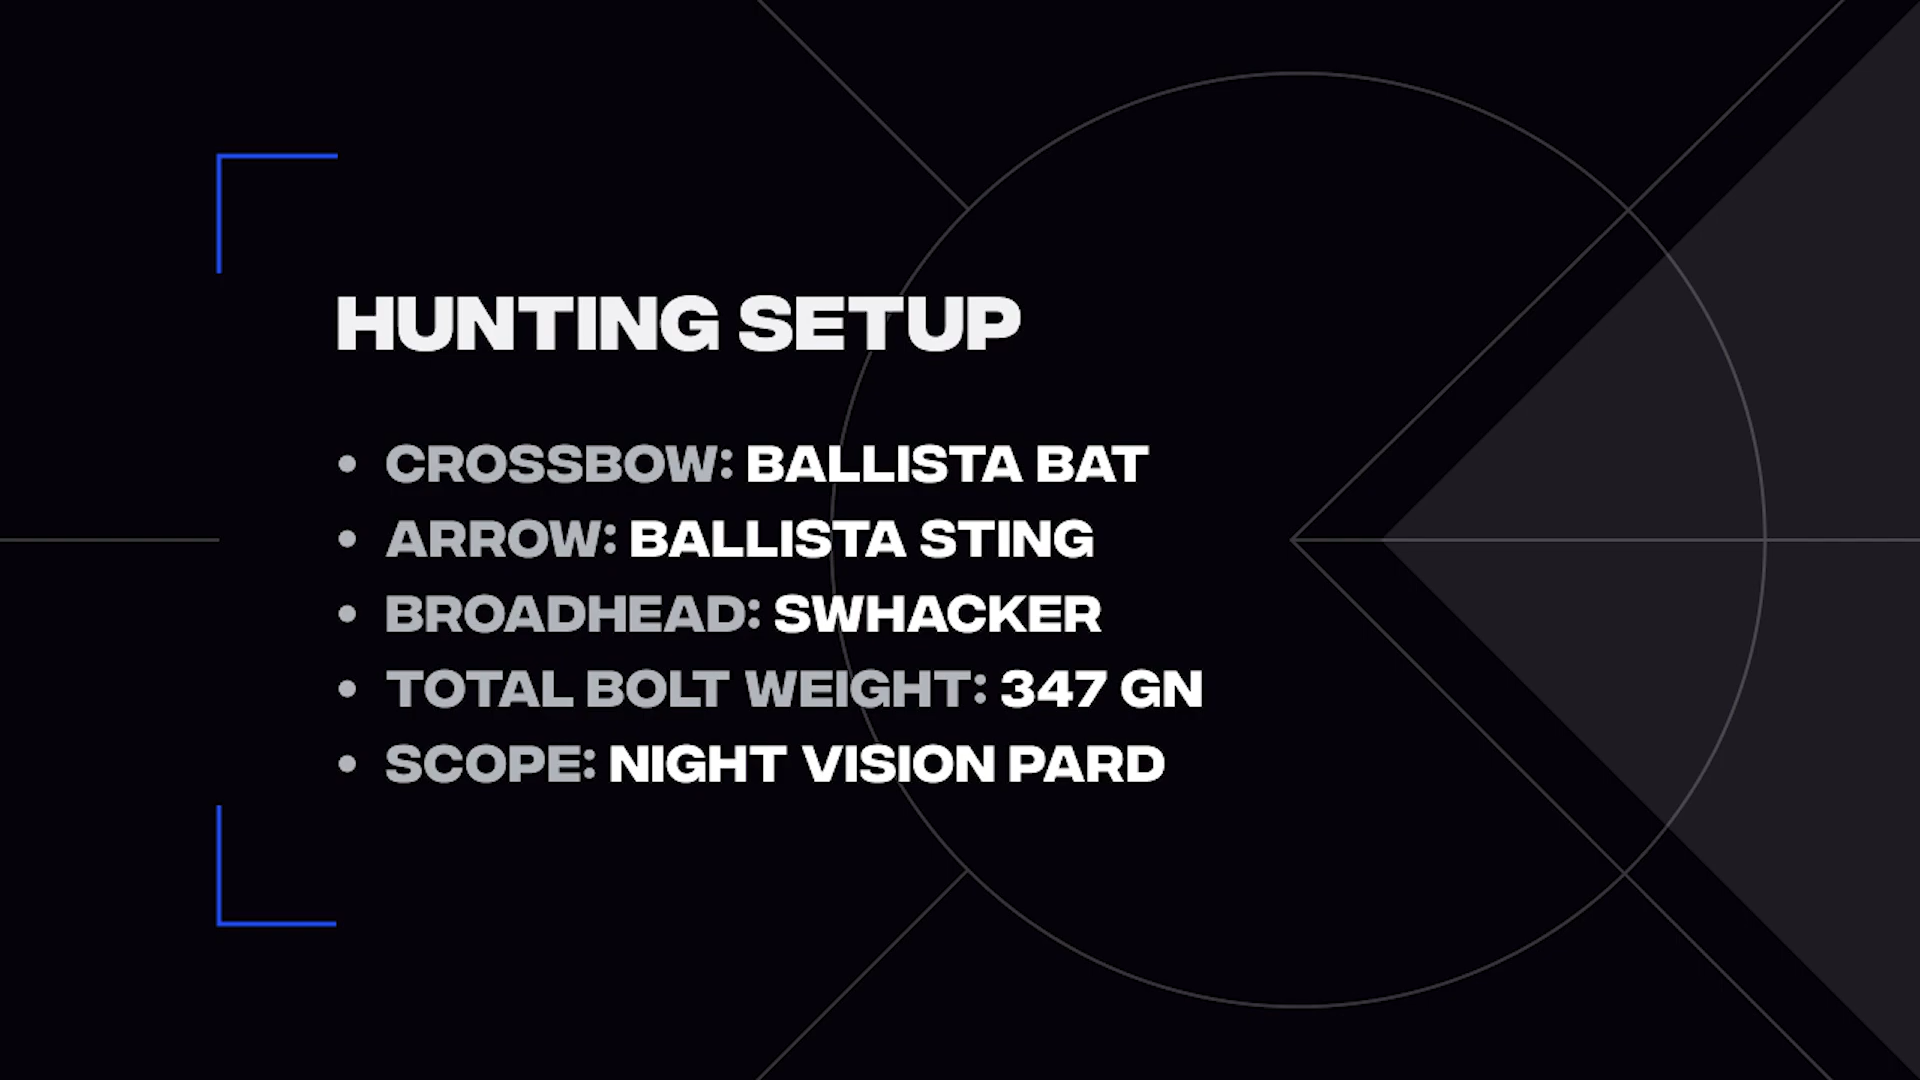 HUNTING SETUP
• CROSSBOW: BALLISTA BAT
• ARROW: BALLISTA STING
• BROADHEAD: SWHACKER
• TOTAL BOLT WEIGHT: 347 GN
• SCOPE: NIGHT VISION PARD